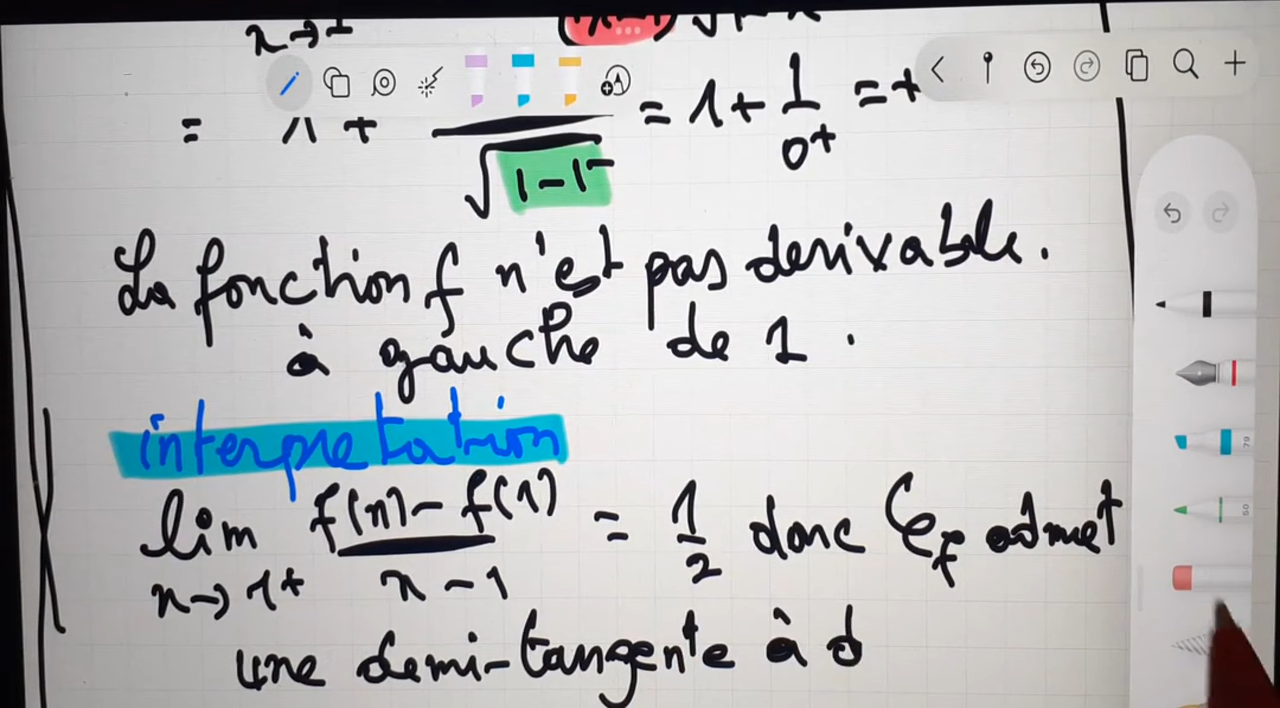 x→1
= 1 + / √(1-1⁻) = 1 + 1/0⁺ = +
La fonction f n'est pas derivable.
à gauche de 1.
interpretation
lim x→1+ f(x) - f(1) / x - 1 = 1/2 donc Cf admet
une demi-tangente à d